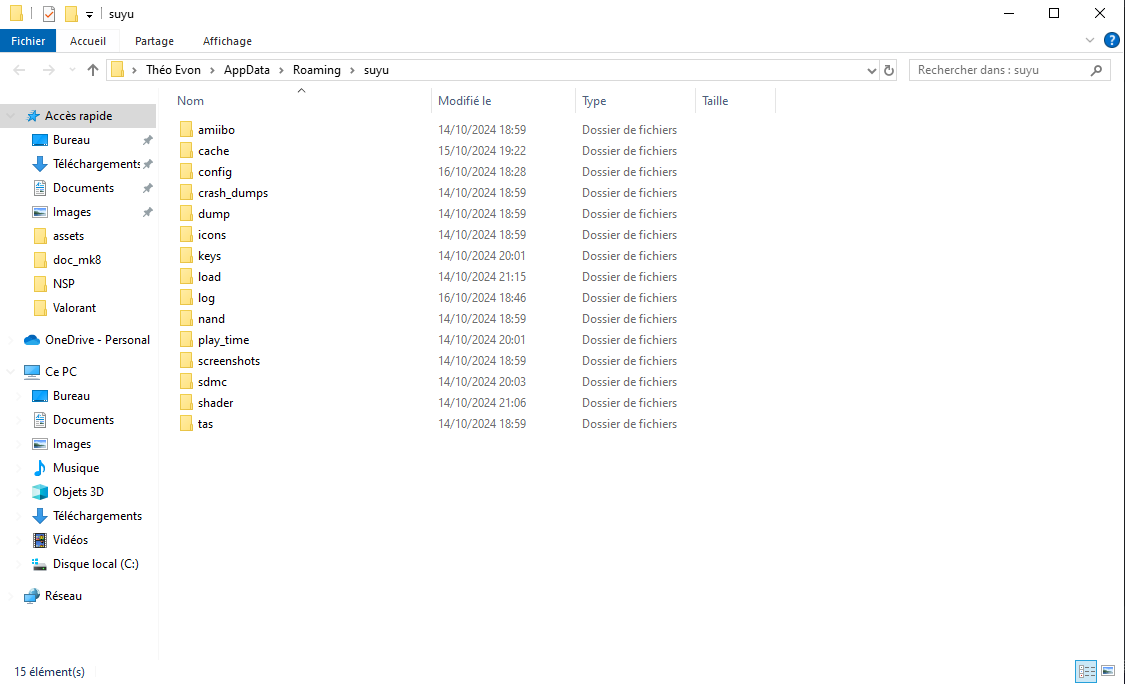 suyu
Fichier Accueil Partage Affichage
Théo Evon AppData Roaming suyu Rechercher dans : suyu
Nom Modifié le Type Taille
Accès rapide
Bureau
Téléchargements
Documents
Images
assets
doc_mk8
NSP
Valorant
OneDrive - Personal
Ce PC
Bureau
Documents
Images
Musique
Objets 3D
Téléchargements
Vidéos
Disque local (C:)
Réseau
amiibo 14/10/2024 18:59 Dossier de fichiers
cache 15/10/2024 19:22 Dossier de fichiers
config 16/10/2024 18:28 Dossier de fichiers
crash_dumps 14/10/2024 18:59 Dossier de fichiers
dump 14/10/2024 18:59 Dossier de fichiers
icons 14/10/2024 18:59 Dossier de fichiers
keys 14/10/2024 20:01 Dossier de fichiers
load 14/10/2024 21:15 Dossier de fichiers
log 16/10/2024 18:46 Dossier de fichiers
nand 14/10/2024 18:59 Dossier de fichiers
play_time 14/10/2024 20:01 Dossier de fichiers
screenshots 14/10/2024 18:59 Dossier de fichiers
sdmc 14/10/2024 20:03 Dossier de fichiers
shader 14/10/2024 21:06 Dossier de fichiers
tas 14/10/2024 18:59 Dossier de fichiers
15 élément(s)